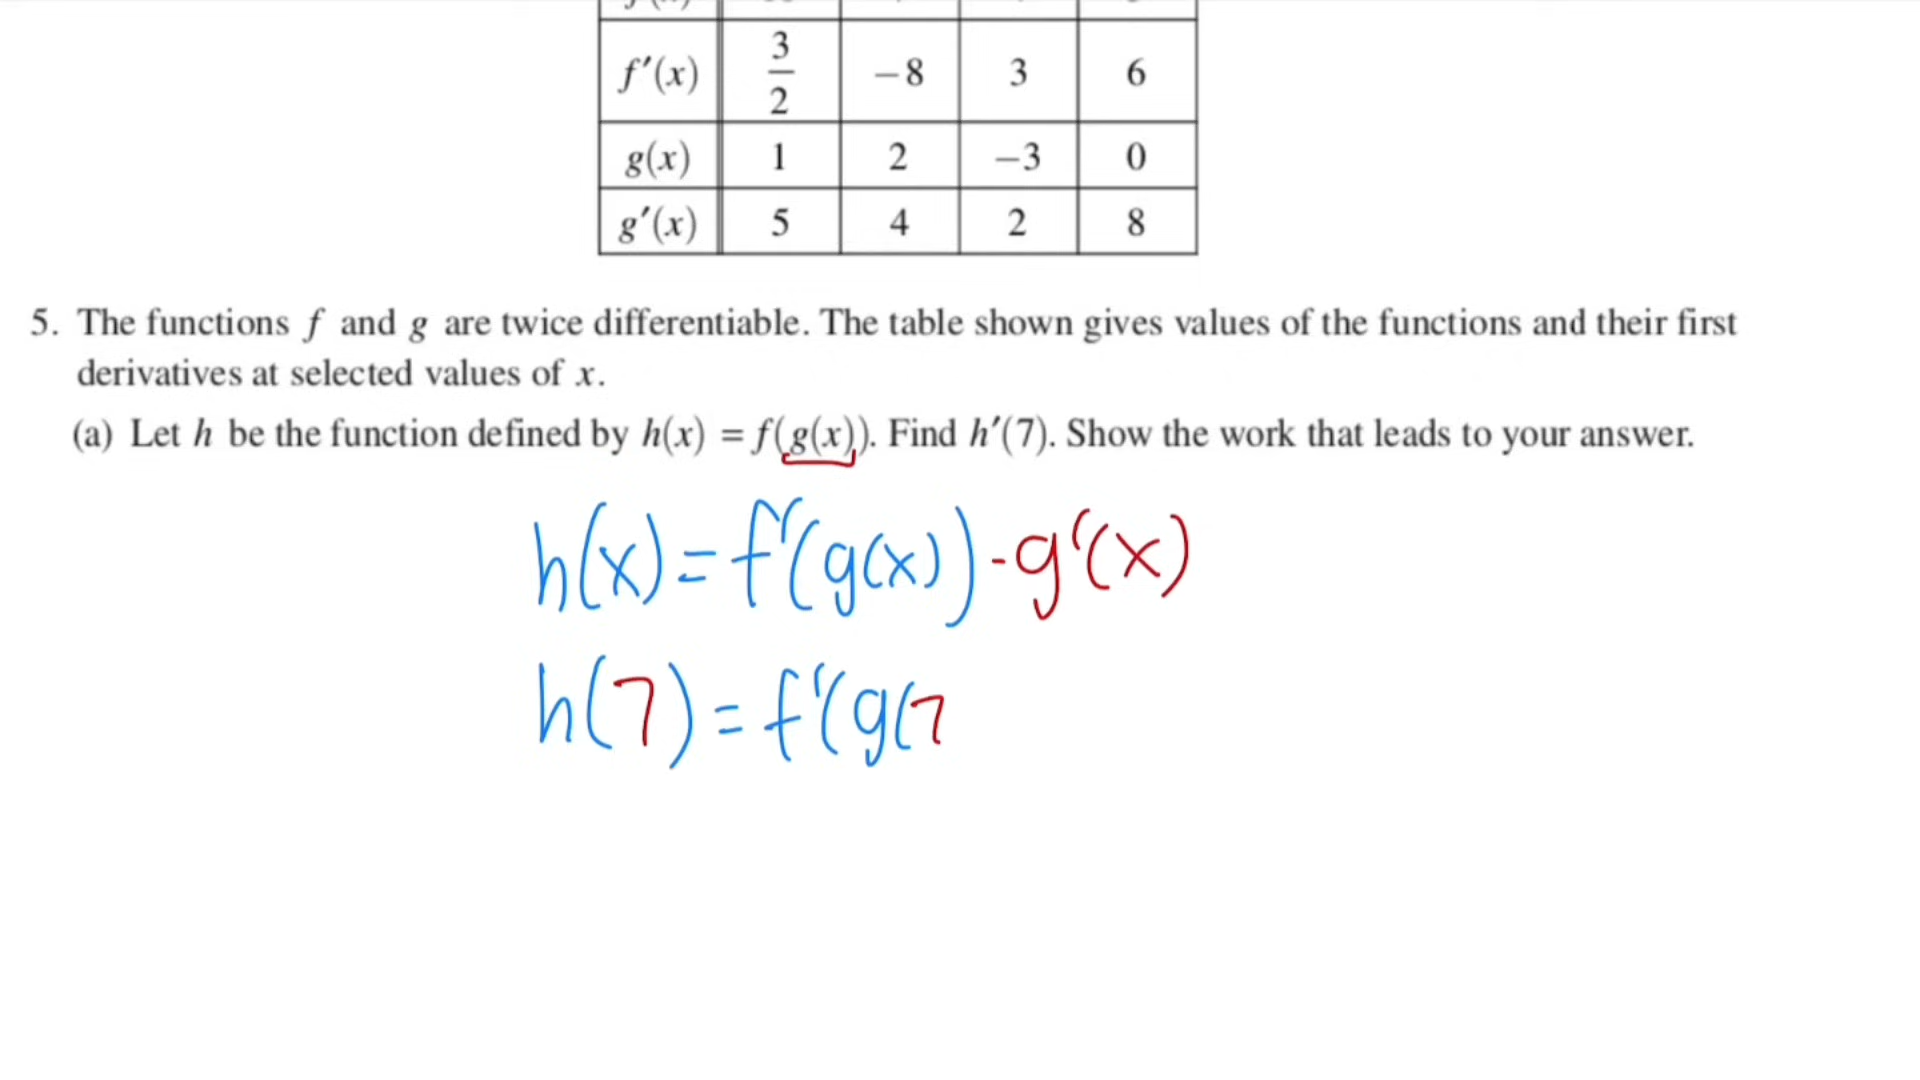 f′(x) 3/2 −8 3 6
g(x) 1 2 −3 0
g′(x) 5 4 2 8
5. The functions f and g are twice differentiable. The table shown gives values of the functions and their first
derivatives at selected values of x.
(a) Let h be the function defined by h(x) = f(g(x)). Find h′(7). Show the work that leads to your answer.
h(x) = f'(g(x)) · g'(x)
h(7) = f'(g(7